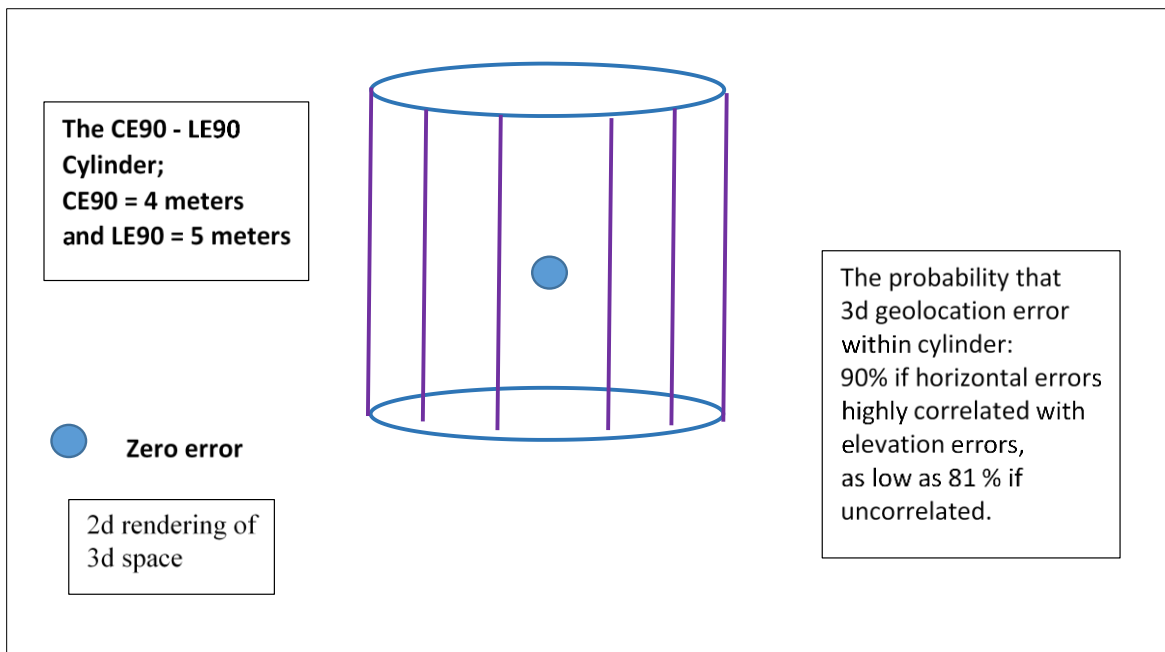 The CE90 - LE90
Cylinder;
CE90 = 4 meters
and LE90 = 5 meters
Zero error
2d rendering of
3d space
The probability that
3d geolocation error
within cylinder:
90% if horizontal errors
highly correlated with
elevation errors,
as low as 81 % if
uncorrelated.